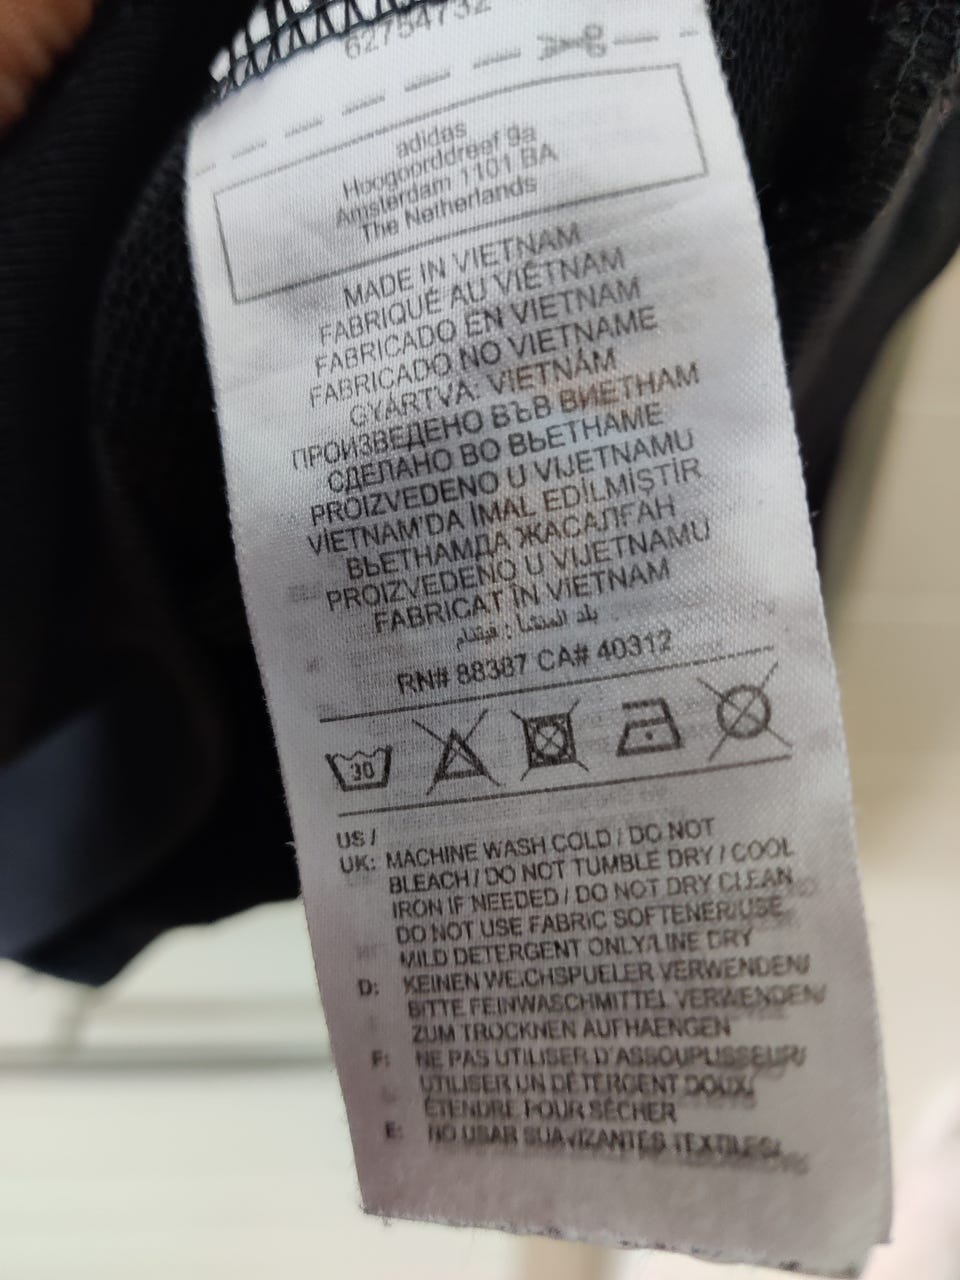 62754732
adidas
Hoogoorddreef 9a
Amsterdam 1101 BA
The Netherlands
MADE IN VIETNAM
FABRIQUÉ AU VIÊTNAM
FABRICADO EN VIETNAM
FABRICADO NO VIETNAME
GYÁRTVA: VIETNÁM
ПРОИЗВЕДЕНО ВЪВ ВИЕТНАМ
СДЕЛАНО ВО ВЬЕТНАМЕ
PROIZVEDENO U VIJETNAMU
VİETNAM'DA İMAL EDİLMİŞTİR
ВЬЕТНАМДА ЖАСАЛҒАН
PROIZVEDENO U VIJETNAMU
FABRICAT ÎN VIETNAM
بلد المنشأ : فيتنام
RN# 88387 CA# 40312
30
US /
UK: MACHINE WASH COLD / DO NOT
BLEACH / DO NOT TUMBLE DRY / COOL
IRON IF NEEDED / DO NOT DRY CLEAN
DO NOT USE FABRIC SOFTENER/USE
MILD DETERGENT ONLY/LINE DRY
D: KEINEN WEICHSPUELER VERWENDEN/
BITTE FEINWASCHMITTEL VERWENDEN/
ZUM TROCKNEN AUFHAENGEN
F: NE PAS UTILISER D'ASSOUPLISSEUR/
UTILISER UN DÉTERGENT DOUX/
ÉTENDRE POUR SÉCHER
E: NO USAR SUAVIZANTES TEXTILES/